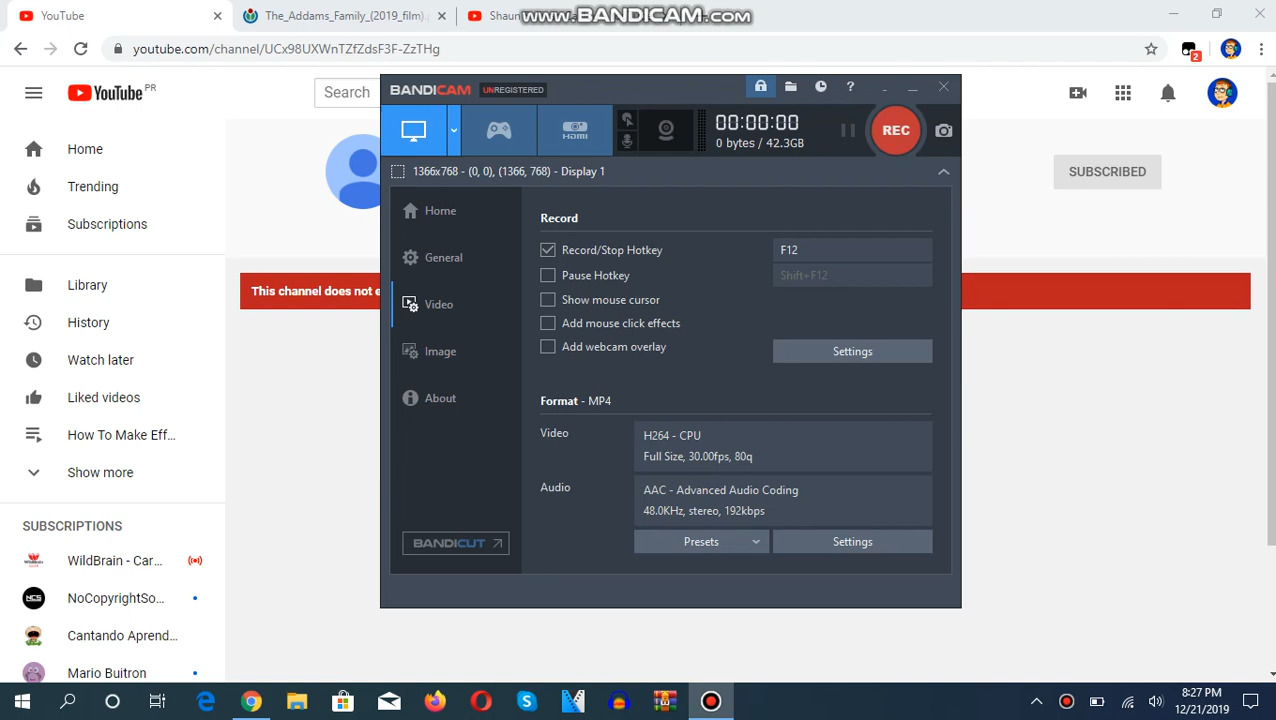 YouTube
The_Addams_Family_(2019_film).
Shaun
www.BANDICAM.com
youtube.com/channel/UCx98UXWnTZfZdsF3F-ZzTHg
2
YouTube PR
Search
Home
Trending
Subscriptions
Library
History
Watch later
Liked videos
How To Make Eff...
Show more
SUBSCRIPTIONS
WildBrain - Car...
NoCopyrightSo...
Cantando Aprend...
Mario Buitron
SUBSCRIBED
This channel does not e
BANDICAM UNREGISTERED
?
HDMI
00:00:00
0 bytes / 42.3GB
REC
1366x768 - (0, 0), (1366, 768) - Display 1
Home
General
Video
Image
About
BANDICUT
Record
Record/Stop Hotkey F12
Pause Hotkey Shift+F12
Show mouse cursor
Add mouse click effects
Add webcam overlay
Settings
Format - MP4
Video
H264 - CPU
Full Size, 30.00fps, 80q
Audio
AAC - Advanced Audio Coding
48.0KHz, stereo, 192kbps
Presets
Settings
8:27 PM
12/21/2019